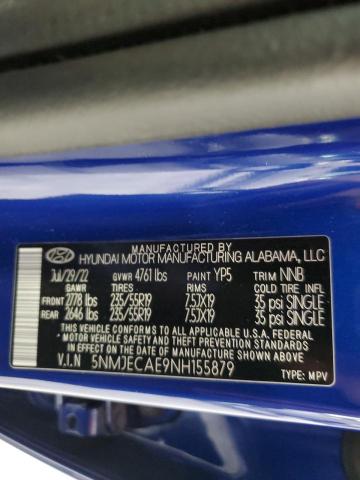 MANUFACTURED BY
HYUNDAI MOTOR MANUFACTURING ALABAMA, LLC
Jul/29/22 GVWR 4761 lbs PAINT YP5 TRIM NNB
GAWR TIRES RIMS COLD TIRE INFL
FRONT 2778 lbs 235/55R19 7.5JX19 35 psi SINGLE
REAR 2646 lbs 235/55R19 7.5JX19 35 psi SINGLE
THIS VEHICLE CONFORMS TO ALL APPLICABLE U.S.A. FEDERAL
MOTOR VEHICLE SAFETY AND THEFT PREVENTION STANDARDS
IN EFFECT ON THE DATE OF MANUFACTURE SHOWN ABOVE.
V.I.N 5NMJECAE9NH155879
TYPE: MPV